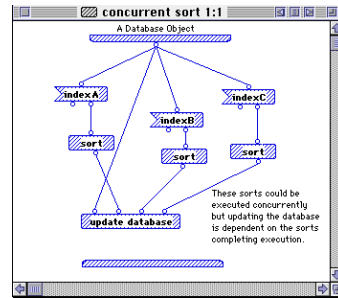 concurrent sort 1:1
A Database Object
indexA
indexC
indexB
sort
sort
sort
These sorts could be
executed concurrently
but updating the database
is dependent on the sorts
completing execution.
update database